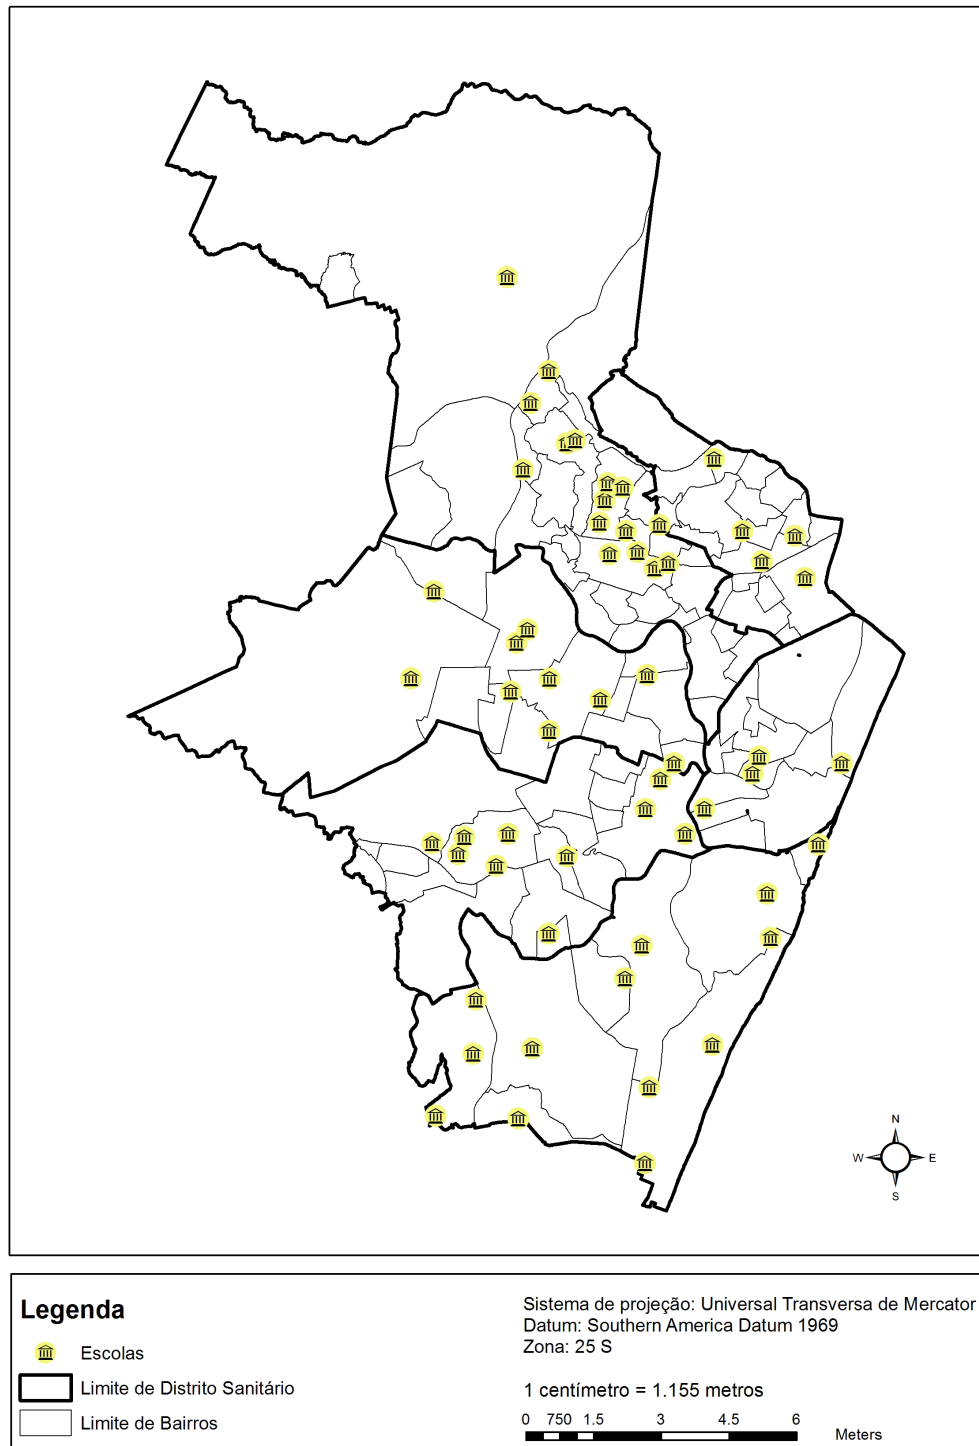 N
W E
S
Legenda
Escolas
Limite de Distrito Sanitário
Limite de Bairros
Sistema de projeção: Universal Transversa de Mercator
Datum: Southern America Datum 1969
Zona: 25 S
1 centímetro = 1.155 metros
0 750 1.5 3 4.5 6
Meters